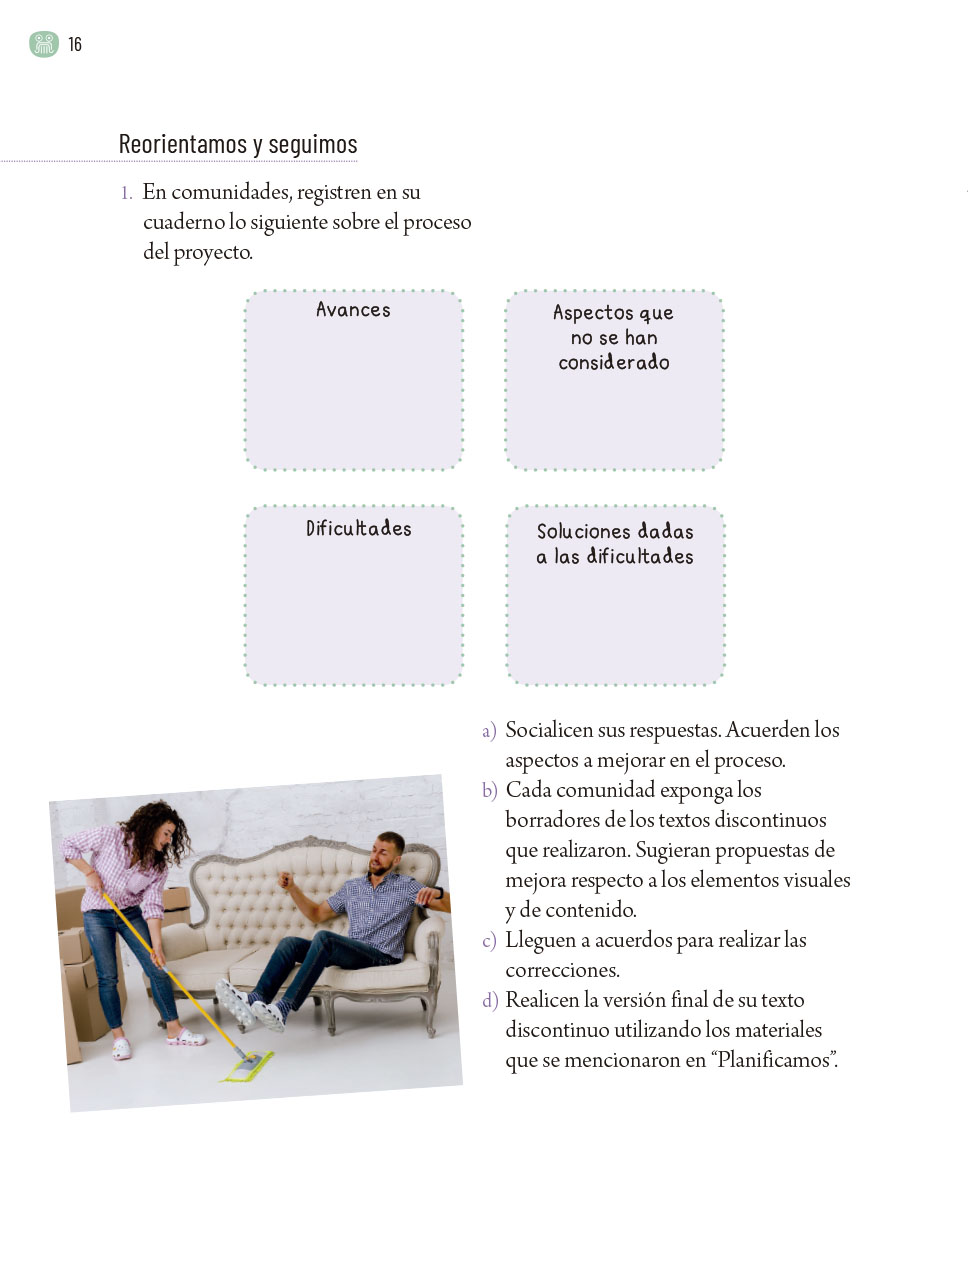 16
Reorientamos y seguimos
1. En comunidades, registren en su
cuaderno lo siguiente sobre el proceso
del proyecto.
Avances
Aspectos que
no se han
considerado
Dificultades
Soluciones dadas
a las dificultades
a) Socialicen sus respuestas. Acuerden los
aspectos a mejorar en el proceso.
b) Cada comunidad exponga los
borradores de los textos discontinuos
que realizaron. Sugieran propuestas de
mejora respecto a los elementos visuales
y de contenido.
c) Lleguen a acuerdos para realizar las
correcciones.
d) Realicen la versión final de su texto
discontinuo utilizando los materiales
que se mencionaron en “Planificamos”.